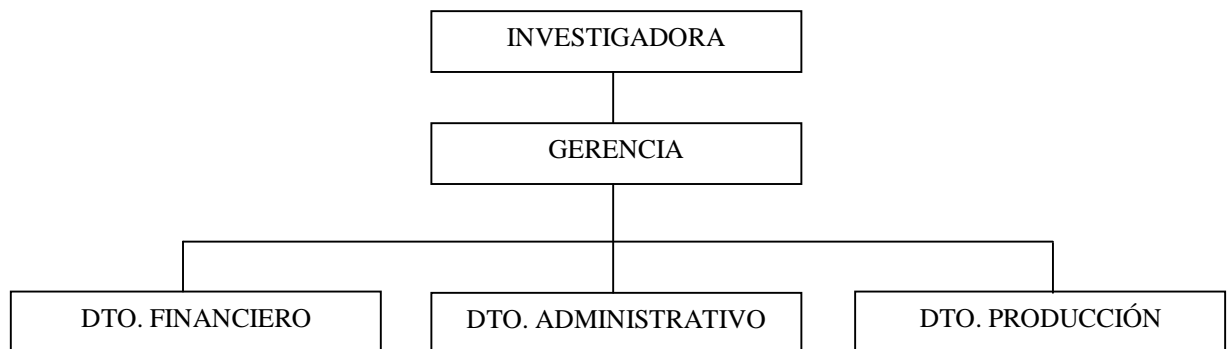 INVESTIGADORA
GERENCIA
DTO. FINANCIERO
DTO. ADMINISTRATIVO
DTO. PRODUCCIÓN